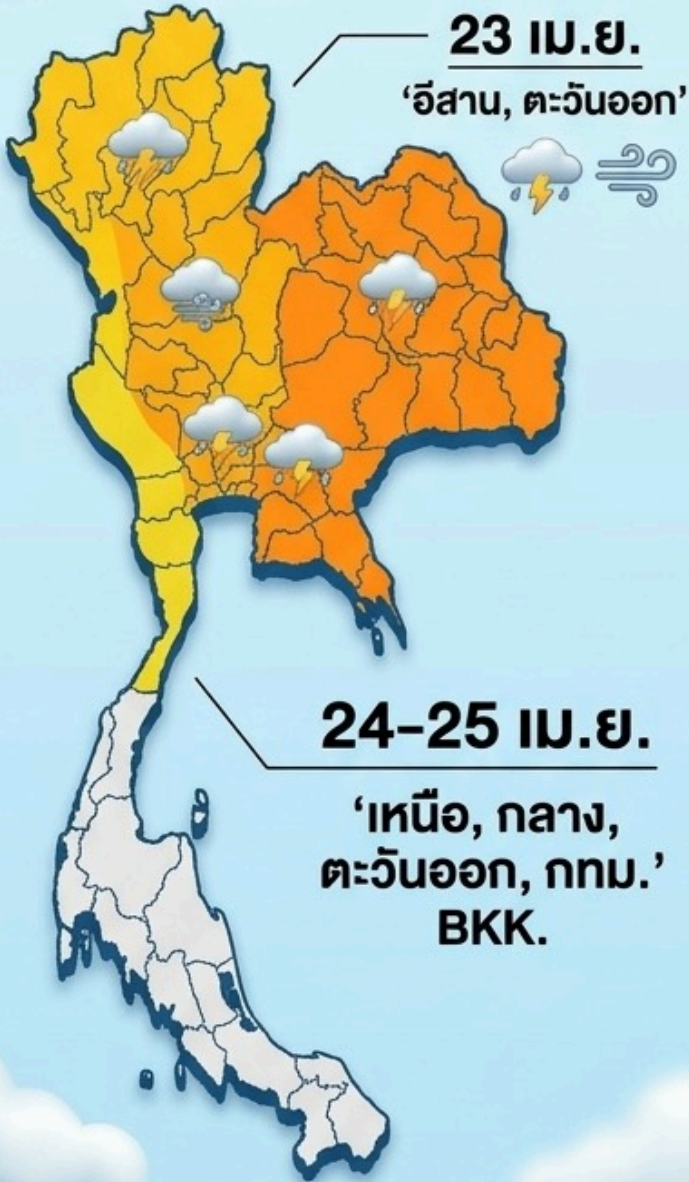 23 เม.ย.
‘อีสาน, ตะวันออก’
24-25 เม.ย.
‘เหนือ, กลาง,
ตะวันออก, กทม.’
BKK.